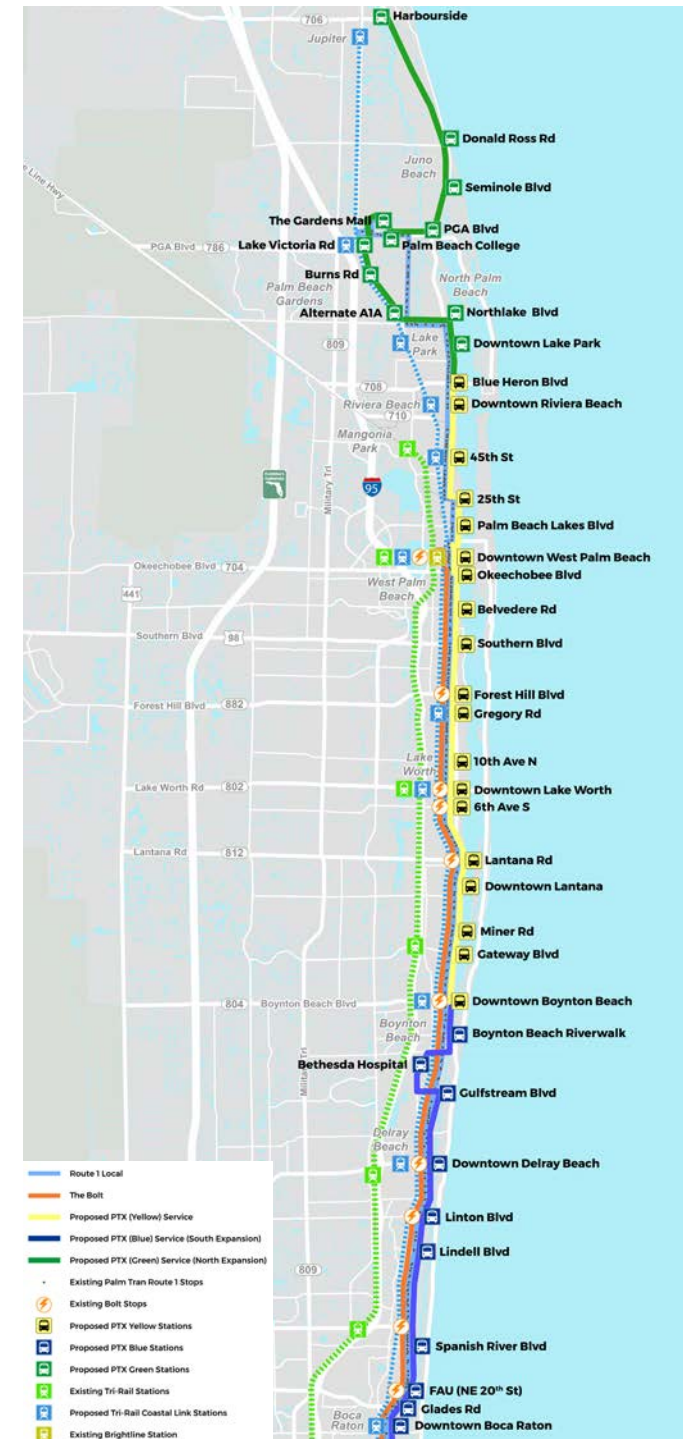 706
Harbourside
Jupiter
Donald Ross Rd
Juno
Beach
Seminole Blvd
The Gardens Mall
PGA Blvd
PGA Blvd 786
Lake Victoria Rd
Palm Beach College
Burns Rd
Palm Beach
Gardens
North Palm
Beach
Alternate A1A
Northlake Blvd
809
Lake
Park
Downtown Lake Park
708
Blue Heron Blvd
Riviera Beach
Downtown Riviera Beach
710
Mangonia
Park
45th St
Military Trl
95
25th St
Palm Beach Lakes Blvd
Okeechobee Blvd 704
Downtown West Palm Beach
West Palm
Beach
Okeechobee Blvd
441
Belvedere Rd
Southern Blvd 98
Southern Blvd
Forest Hill Blvd 882
Forest Hill Blvd
Gregory Rd
Lake
Worth
10th Ave N
Lake Worth Rd 802
Downtown Lake Worth
6th Ave S
Lantana Rd 812
Lantana Rd
Downtown Lantana
Miner Rd
Gateway Blvd
804 Boynton Beach Blvd
Downtown Boynton Beach
Boynton
Beach
Boynton Beach Riverwalk
Military Trl
Bethesda Hospital
Gulfstream Blvd
Delray
Beach
Downtown Delray Beach
Linton Blvd
Lindell Blvd
809
Spanish River Blvd
FAU (NE 20th St)
Glades Rd
Boca
Raton
Downtown Boca Raton
Route 1 Local
The Bolt
Proposed PTX (Yellow) Service
Proposed PTX (Blue) Service (South Expansion)
Proposed PTX (Green) Service (North Expansion)
Existing Palm Tran Route 1 Stops
Existing Bolt Stops
Proposed PTX Yellow Stations
Proposed PTX Blue Stations
Proposed PTX Green Stations
Existing Tri-Rail Stations
Proposed Tri-Rail Coastal Link Stations
Existing Brightline Station